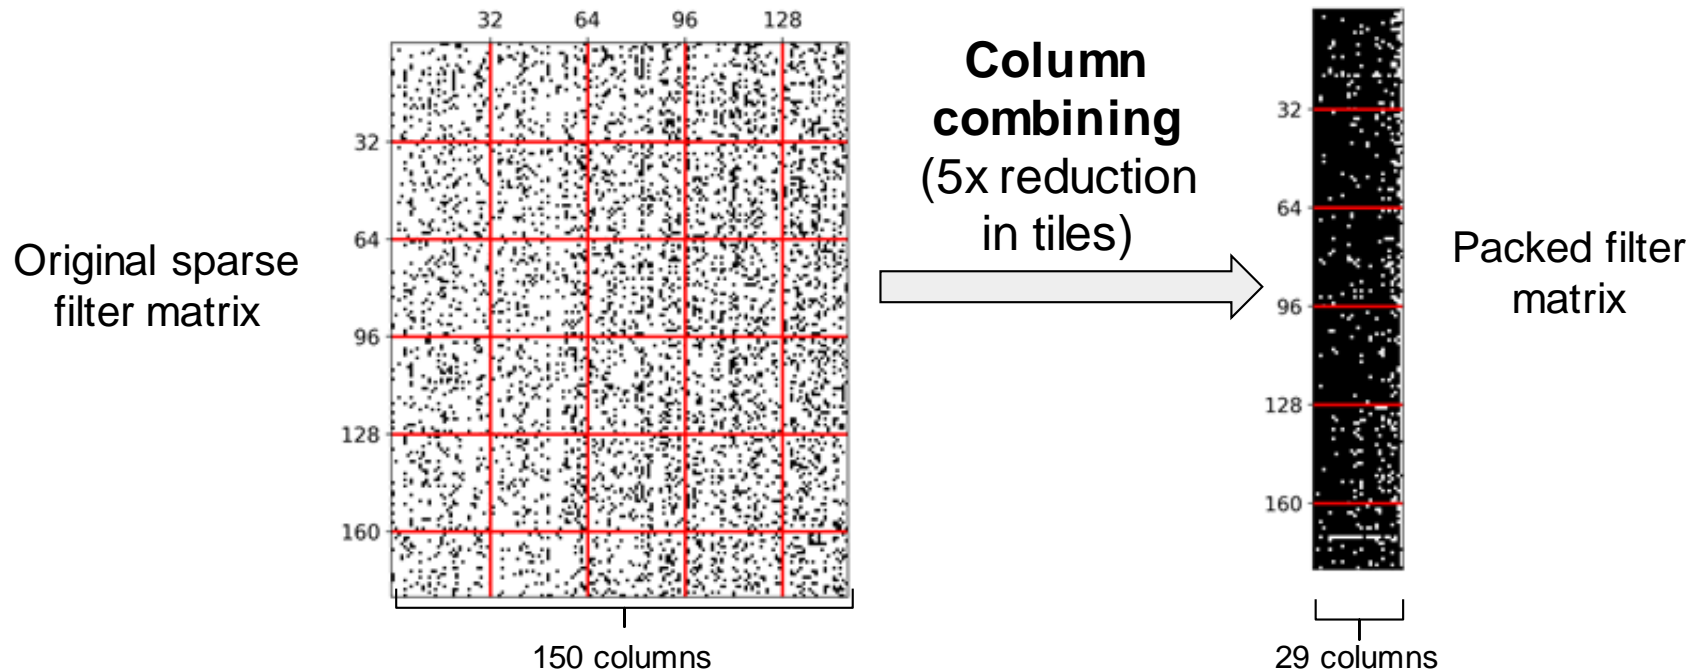 32 64 96 128
32
64
96
128
160
Original sparse
filter matrix
150 columns
Column
combining
(5x reduction
in tiles)
32
64
96
128
160
Packed filter
matrix
29 columns